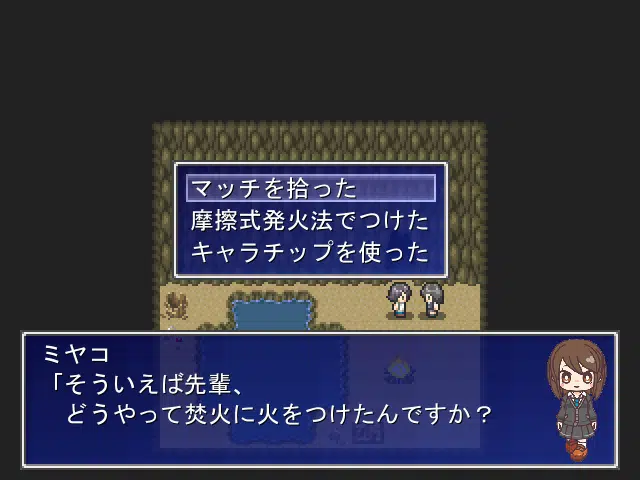 マッチを拾った
摩擦式発火法でつけた
キャラチップを使った
ミヤコ
「そういえば先輩、
どうやって焚火に火をつけたんですか？